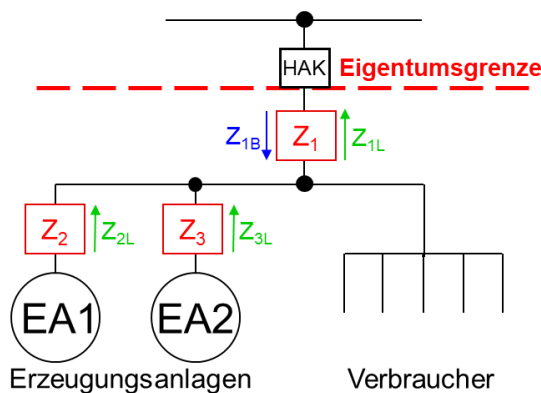 HAK Eigentumsgrenze
Z1B Z1 Z1L
Z2 Z2L Z3 Z3L
EA1 EA2
Erzeugungsanlagen Verbraucher